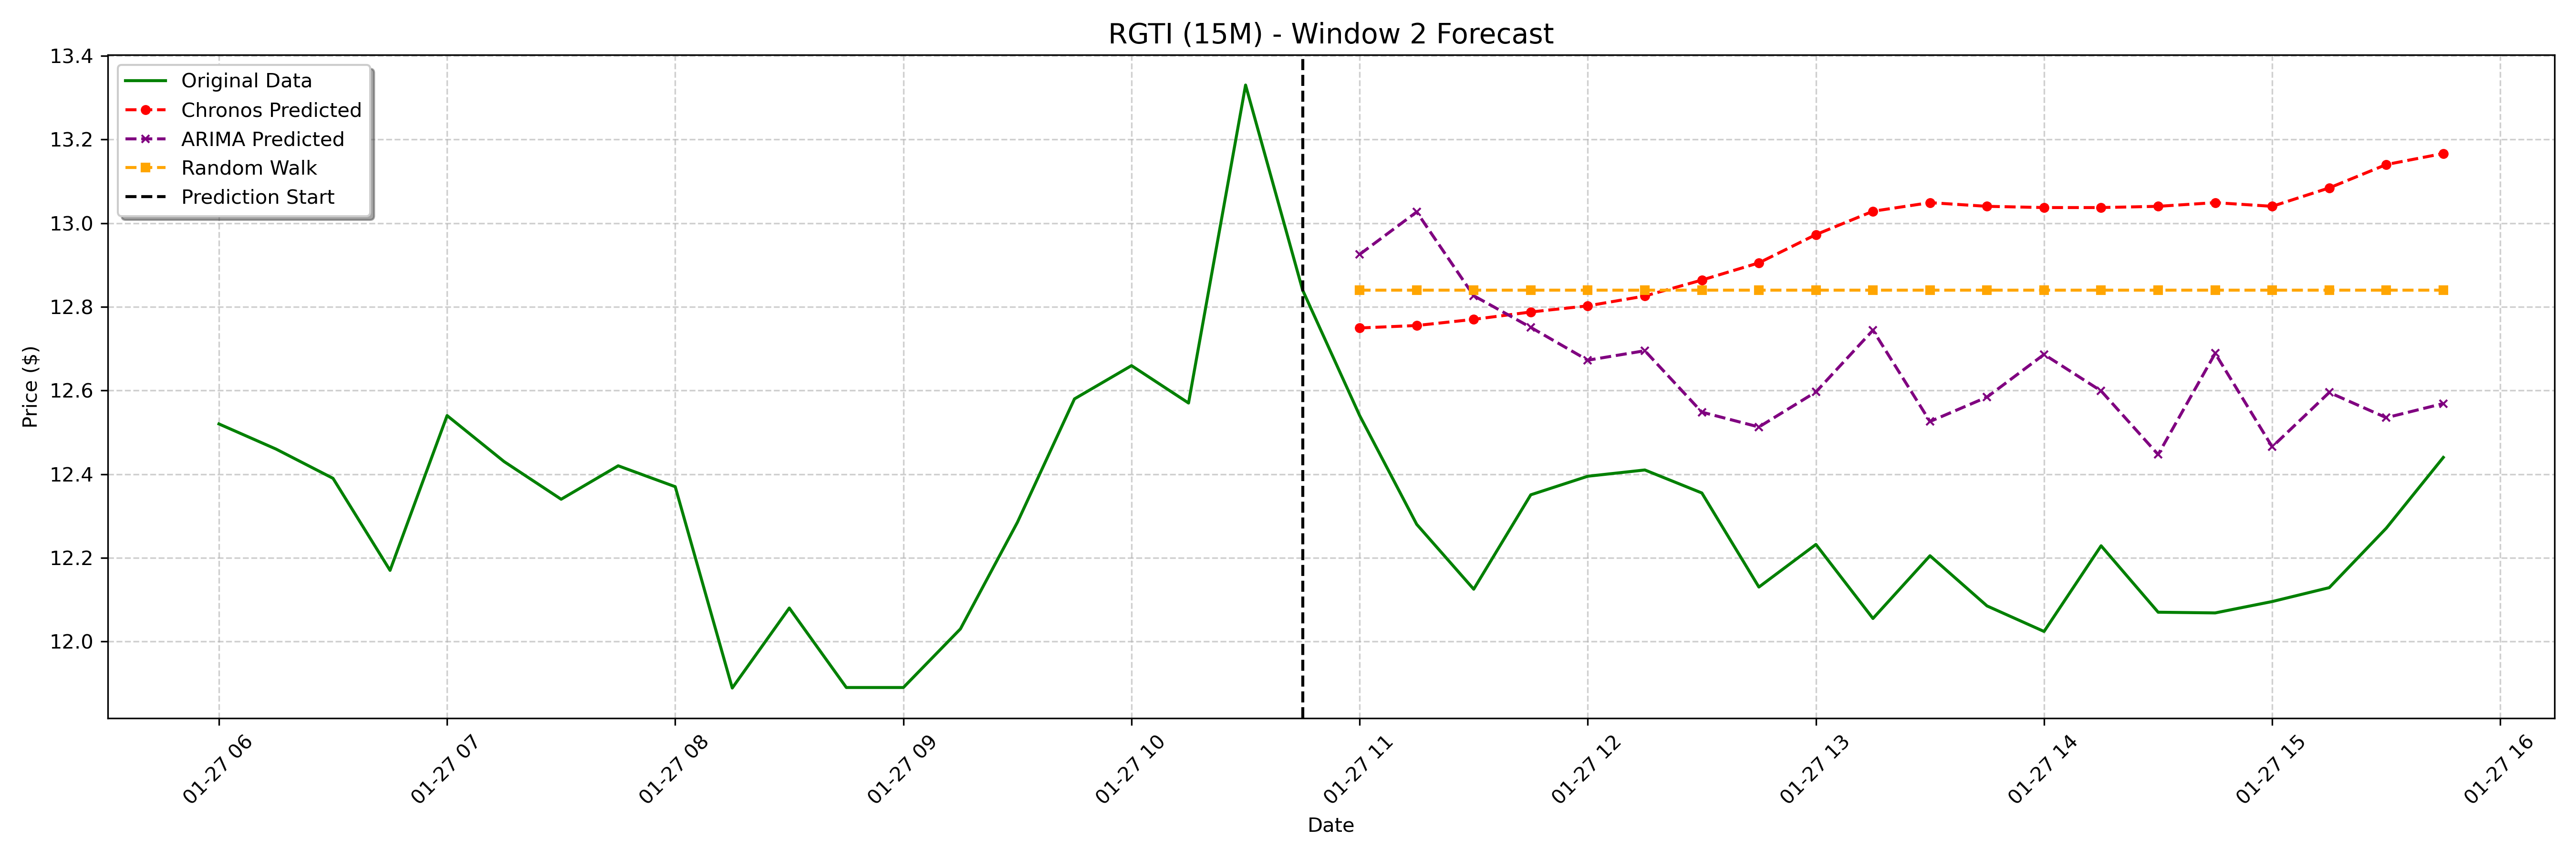 RGTI (15M) - Window 2 Forecast
Original Data
Chronos Predicted
ARIMA Predicted
Random Walk
Prediction Start
Price ($)
13.4
13.2
13.0
12.8
12.6
12.4
12.2
12.0
01-27 06
01-27 07
01-27 08
01-27 09
01-27 10
01-27 11
01-27 12
01-27 13
01-27 14
01-27 15
01-27 16
Date